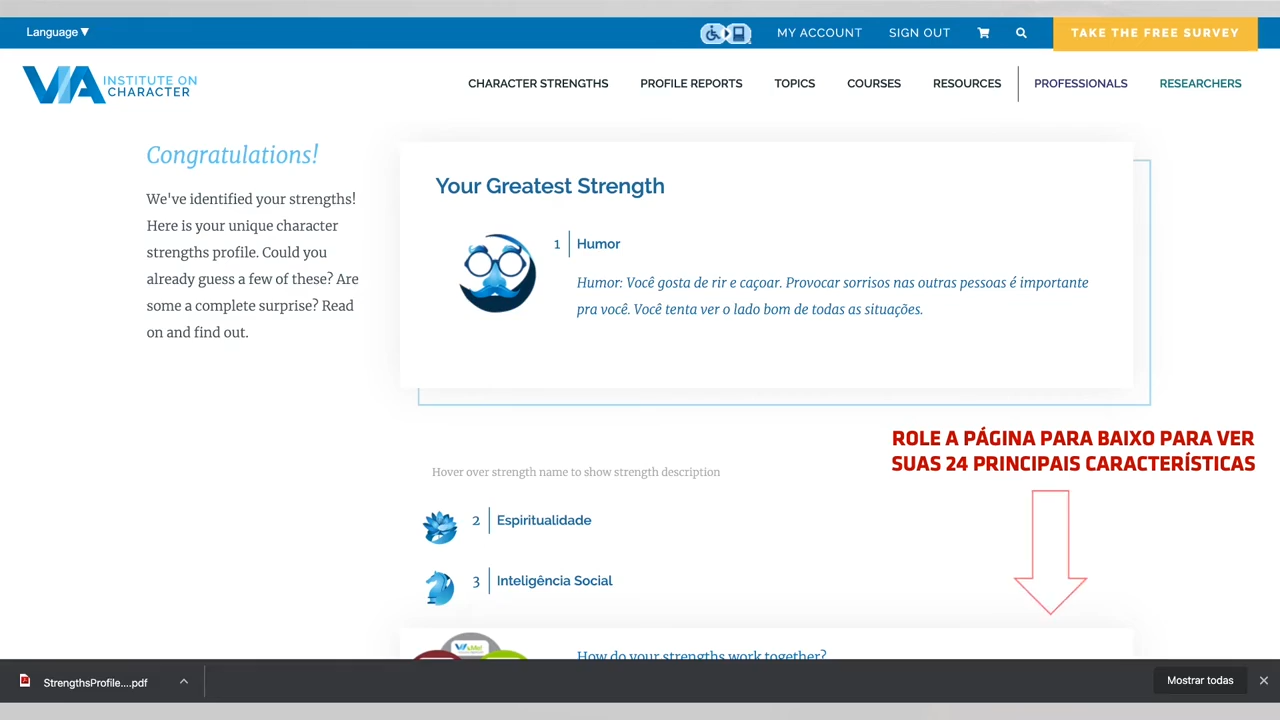 Language▼
MY ACCOUNT
SIGN OUT
TAKE THE FREE SURVEY
VIA INSTITUTE ON
CHARACTER
CHARACTER STRENGTHS
PROFILE REPORTS
TOPICS
COURSES
RESOURCES
PROFESSIONALS
RESEARCHERS
Congratulations!
We've identified your strengths!
Here is your unique character
strengths profile. Could you
already guess a few of these? Are
some a complete surprise? Read
on and find out.
Your Greatest Strength
1 Humor
Humor: Você gosta de rir e caçoar. Provocar sorrisos nas outras pessoas é importante
pra você. Você tenta ver o lado bom de todas as situações.
ROLE A PÁGINA PARA BAIXO PARA VER
SUAS 24 PRINCIPAIS CARACTERÍSTICAS
Hover over strength name to show strength description
2 Espiritualidade
3 Inteligência Social
How do your strengths work together?
StrengthsProfile....pdf
Mostrar todas